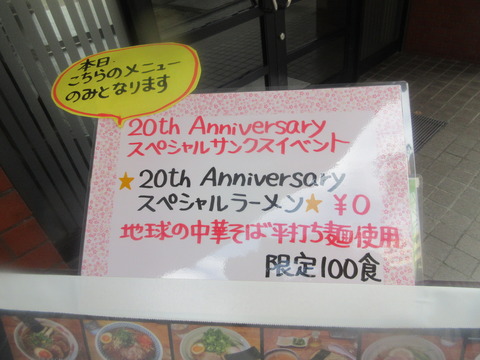 本日
こちらのメニュー
のみとなります
20th Anniversary
スペシャルサンクスイベント
★20th Anniversary
スペシャルラーメン★ ¥0
地球の中華そば平打ち麺使用
限定100食